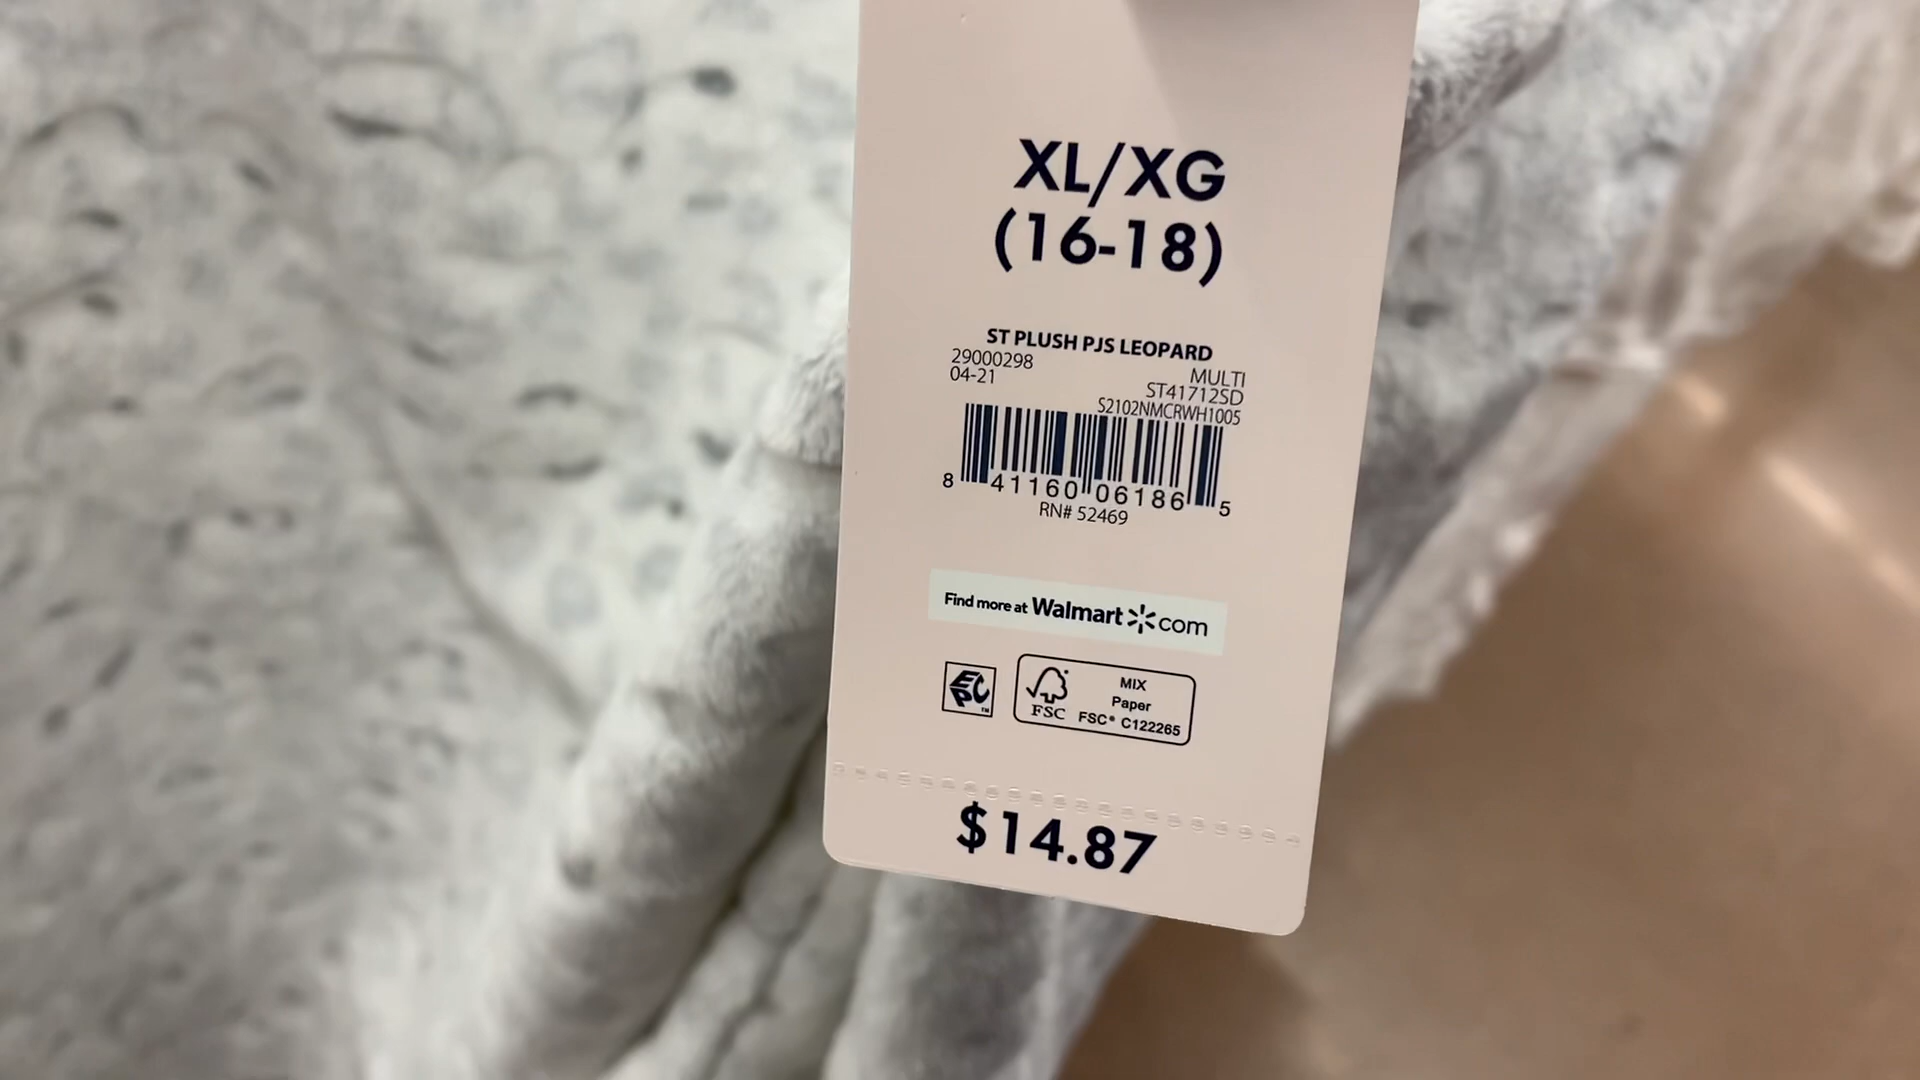 XL/XG
(16-18)
ST PLUSH PJS LEOPARD
29000298 MULTI
04-21 ST41712SD
S2102NMCRWH1005
8 41160 06186 5
RN# 52469
Find more at Walmart com
EPC™
FSC
MIX
Paper
FSC® C122265
$14.87